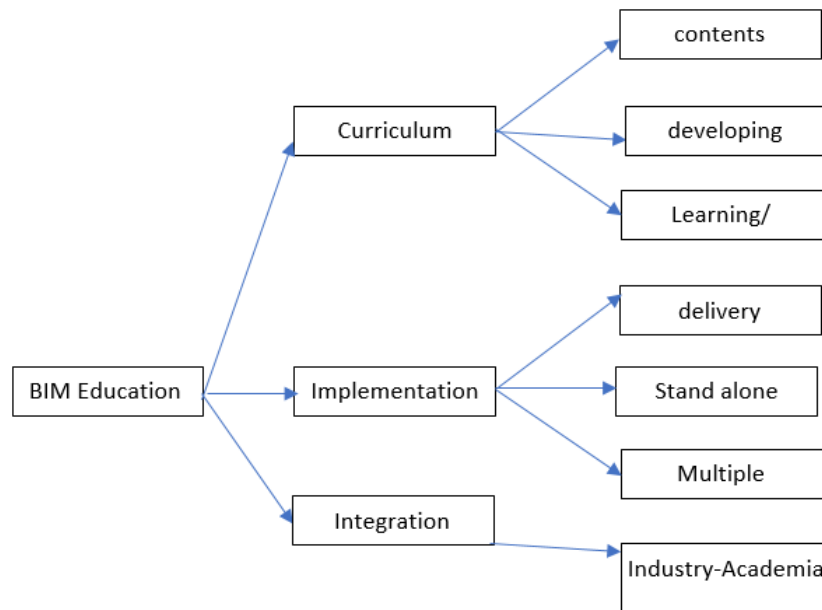 contents
Curriculum
developing
Learning/
delivery
BIM Education
Implementation
Stand alone
Multiple
Integration
Industry-Academia